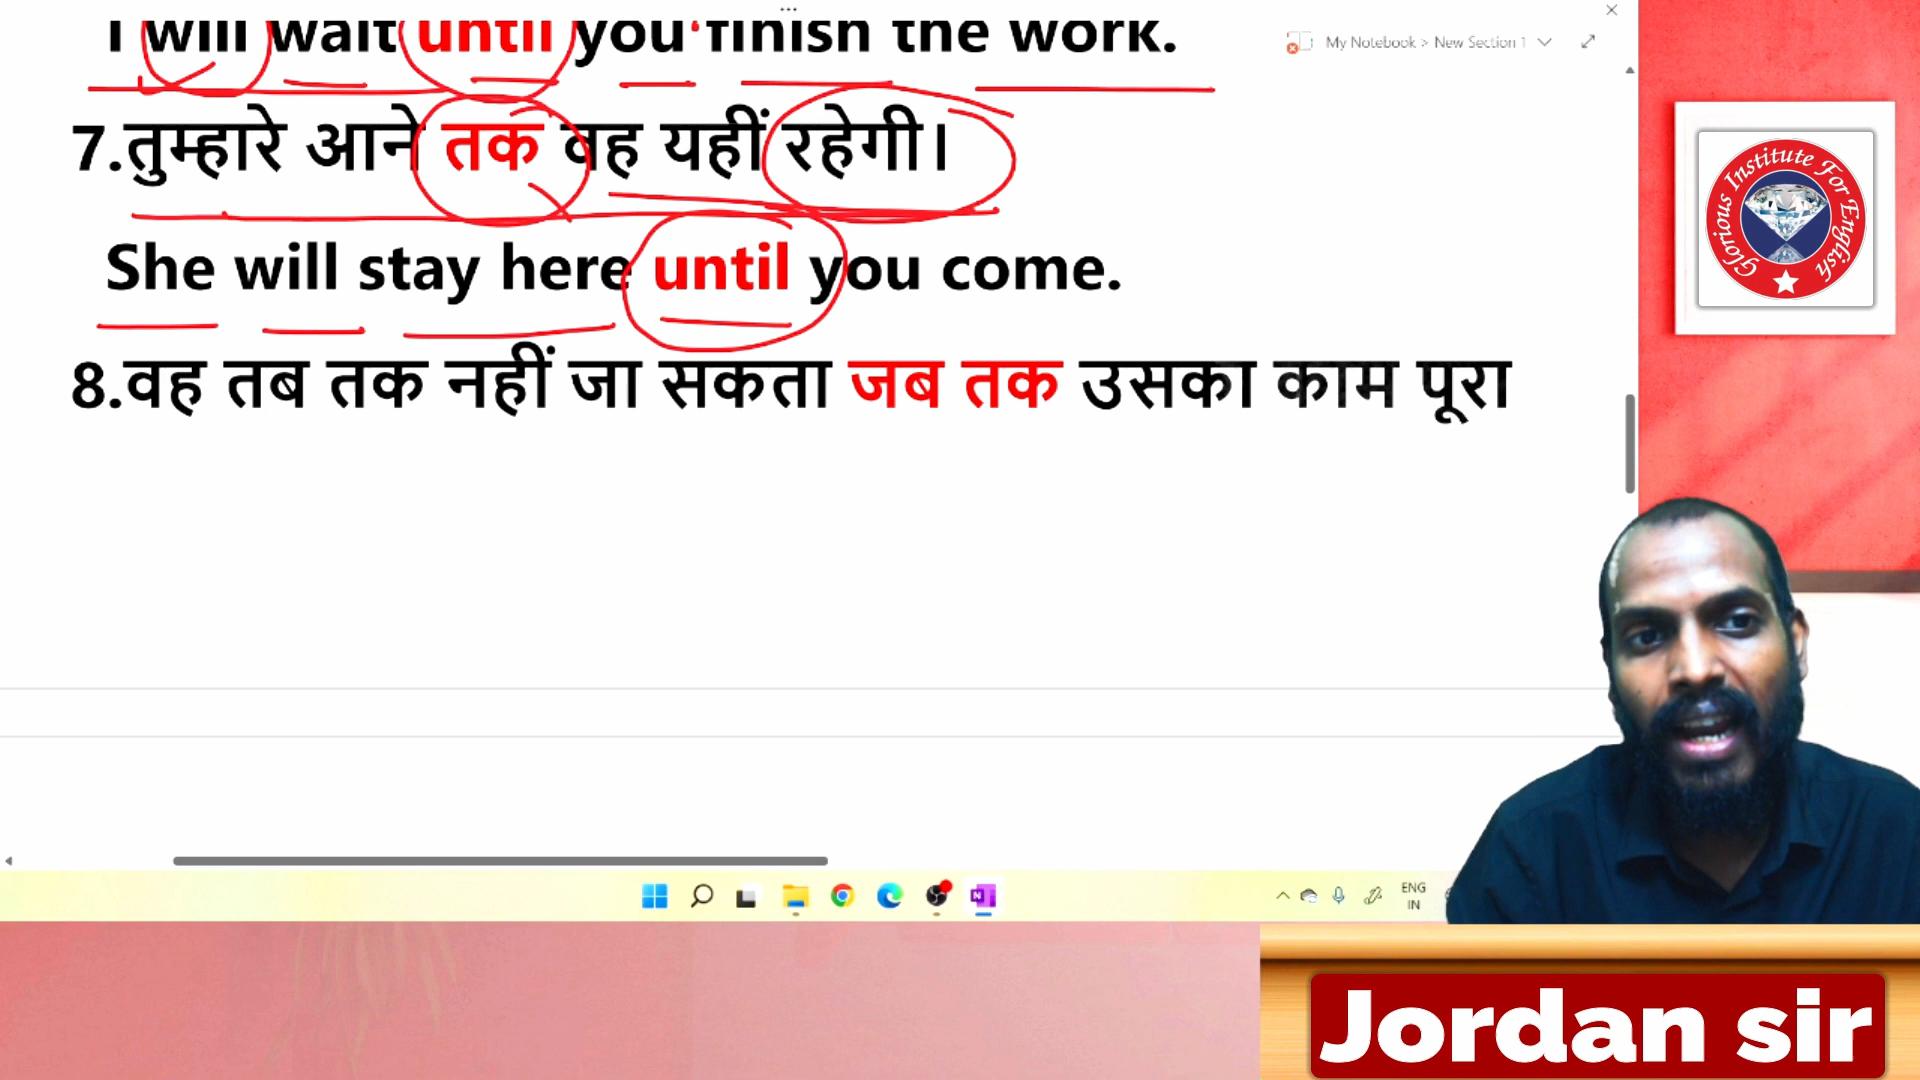 I will wait until you finish the work.
My Notebook > New Section 1
7.तुम्हारे आने तक वह यहीं रहेगी।
She will stay here until you come.
8.वह तब तक नहीं जा सकता जब तक उसका काम पूरा
Glorious Institute For English
ENG
IN
Jordan sir